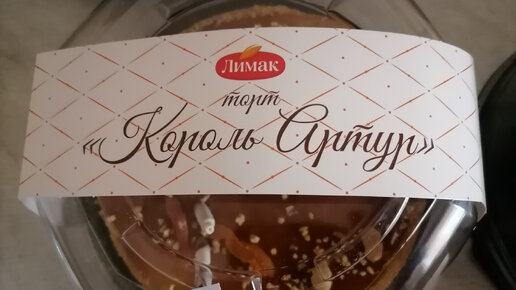 Лимак
торт
«Король Артур»